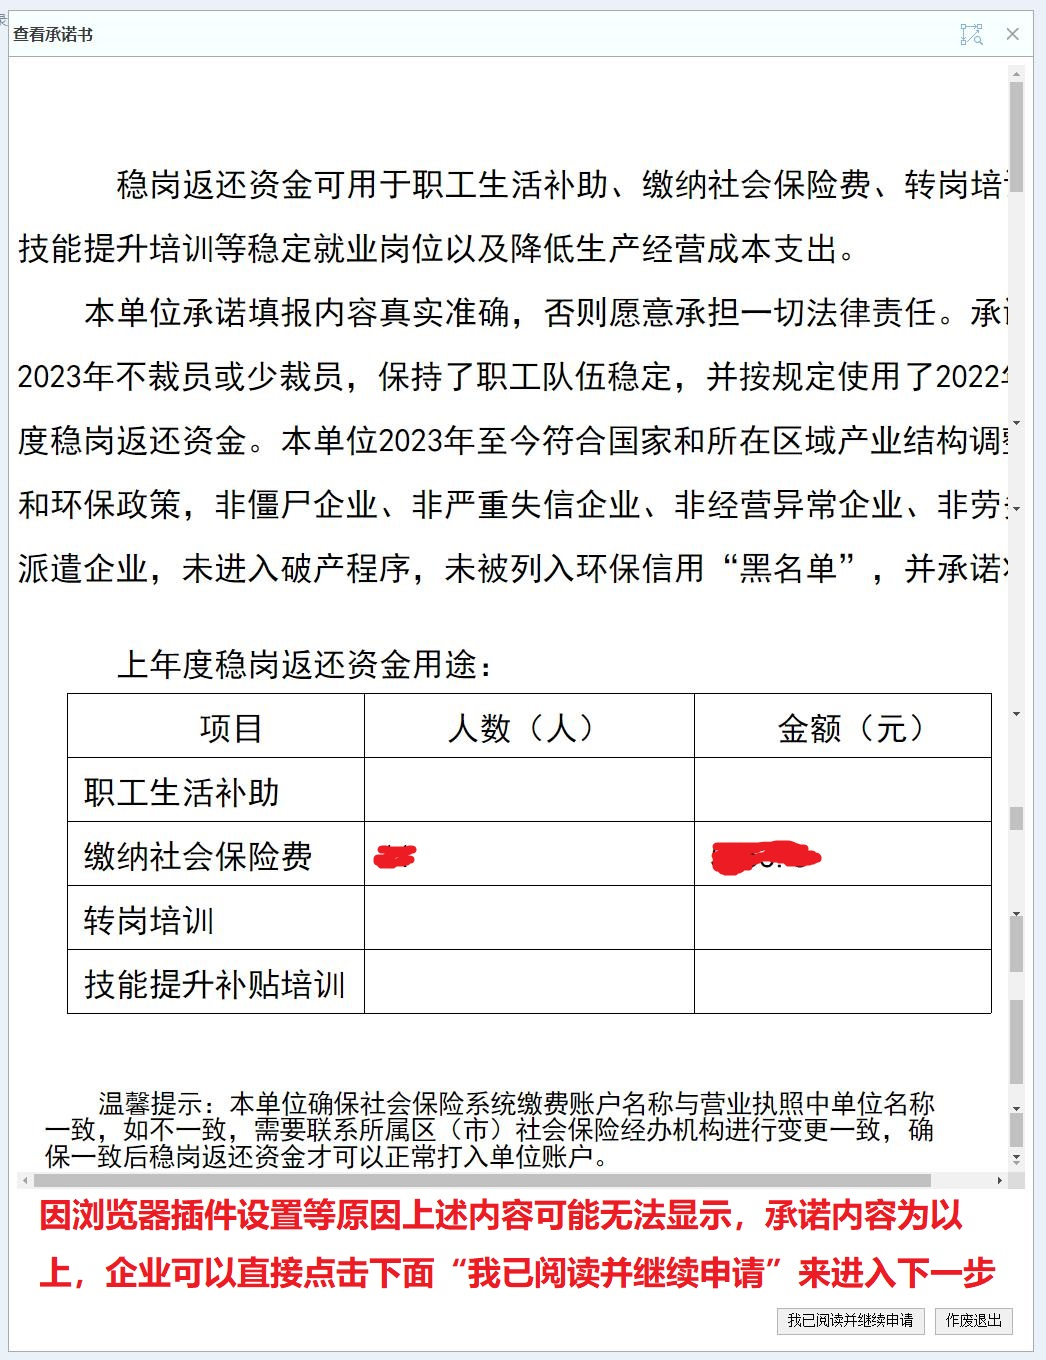 查看承诺书
稳岗返还资金可用于职工生活补助、缴纳社会保险费、转岗培
技能提升培训等稳定就业岗位以及降低生产经营成本支出。
本单位承诺填报内容真实准确，否则愿意承担一切法律责任。承
2023年不裁员或少裁员，保持了职工队伍稳定，并按规定使用了2022
度稳岗返还资金。本单位2023年至今符合国家和所在区域产业结构调
和环保政策，非僵尸企业、非严重失信企业、非经营异常企业、非劳
派遣企业，未进入破产程序，未被列入环保信用“黑名单”，并承诺
上年度稳岗返还资金用途：
项目 人数（人） 金额（元）
职工生活补助
缴纳社会保险费
转岗培训
技能提升补贴培训
温馨提示：本单位确保社会保险系统缴费账户名称与营业执照中单位名称
一致，如不一致，需要联系所属区（市）社会保险经办机构进行变更一致，确
保一致后稳岗返还资金才可以正常打入单位账户。
因浏览器插件设置等原因上述内容可能无法显示，承诺内容为以
上，企业可以直接点击下面“我已阅读并继续申请”来进入下一步
我已阅读并继续申请 作废退出